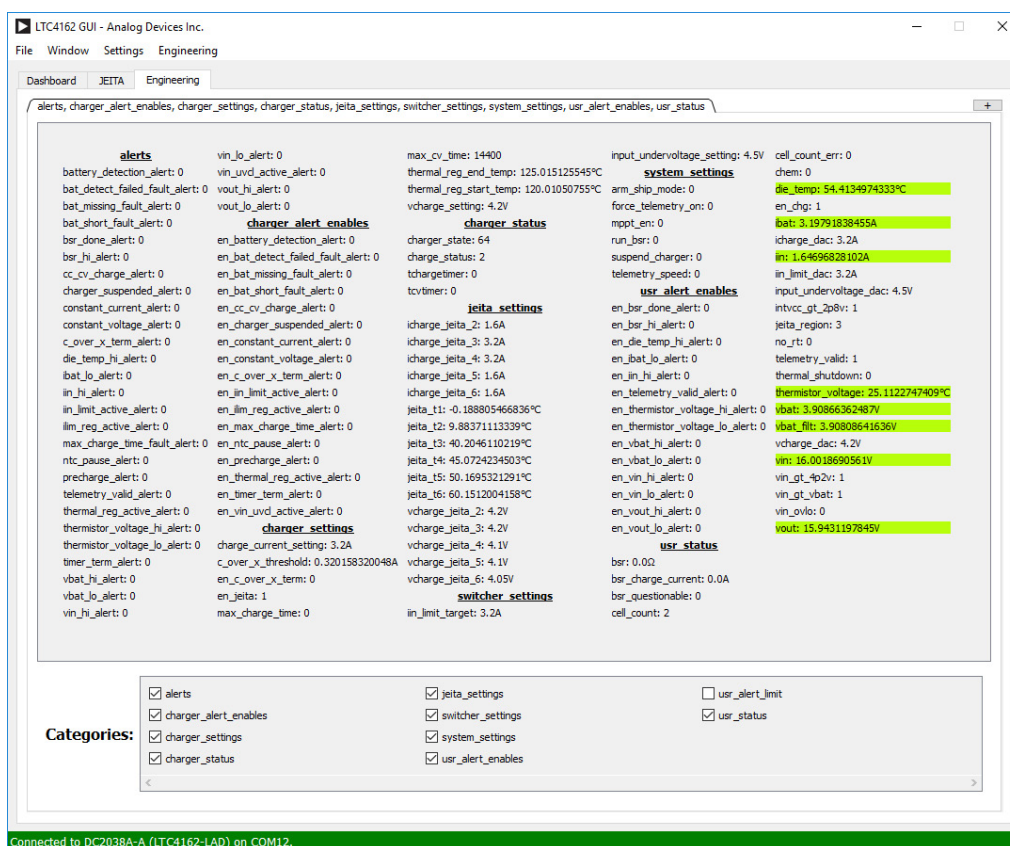 LTC4162 GUI - Analog Devices Inc.
File Window Settings Engineering
Dashboard JEITA Engineering
alerts, charger_alert_enables, charger_settings, charger_status, jeita_settings, switcher_settings, system_settings, usr_alert_enables, usr_status
+
alerts
battery_detection_alert: 0
bat_detect_failed_fault_alert: 0
bat_missing_fault_alert: 0
bat_short_fault_alert: 0
bsr_done_alert: 0
bsr_hi_alert: 0
cc_cv_charge_alert: 0
charger_suspended_alert: 0
constant_current_alert: 0
constant_voltage_alert: 0
c_over_x_term_alert: 0
die_temp_hi_alert: 0
ibat_lo_alert: 0
iin_hi_alert: 0
iin_limit_active_alert: 0
ilim_reg_active_alert: 0
max_charge_time_fault_alert: 0
ntc_pause_alert: 0
precharge_alert: 0
telemetry_valid_alert: 0
thermal_reg_active_alert: 0
thermistor_voltage_hi_alert: 0
thermistor_voltage_lo_alert: 0
timer_term_alert: 0
vbat_hi_alert: 0
vbat_lo_alert: 0
vin_hi_alert: 0
vin_lo_alert: 0
vin_uvd_active_alert: 0
vout_hi_alert: 0
vout_lo_alert: 0
charger_alert_enables
en_battery_detection_alert: 0
en_bat_detect_failed_fault_alert: 0
en_bat_missing_fault_alert: 0
en_bat_short_fault_alert: 0
en_cc_cv_charge_alert: 0
en_charger_suspended_alert: 0
en_constant_current_alert: 0
en_constant_voltage_alert: 0
en_c_over_x_term_alert: 0
en_iin_limit_active_alert: 0
en_ilim_reg_active_alert: 0
en_max_charge_time_alert: 0
en_ntc_pause_alert: 0
en_precharge_alert: 0
en_thermal_reg_active_alert: 0
en_timer_term_alert: 0
en_vin_uvd_active_alert: 0
charger_settings
charge_current_setting: 3.2A
c_over_x_threshold: 0.320158320048A
en_c_over_x_term: 0
en_jeita: 1
max_charge_time: 0
max_cv_time: 14400
thermal_reg_end_temp: 125.015125545°C
thermal_reg_start_temp: 120.01050755°C
vcharge_setting: 4.2V
charger_status
charger_state: 64
charge_status: 2
tchargetimer: 0
tcvtimer: 0
jeita_settings
icharge_jeita_2: 1.6A
icharge_jeita_3: 3.2A
icharge_jeita_4: 3.2A
icharge_jeita_5: 1.6A
icharge_jeita_6: 1.6A
jeita_t1: -0.188805466836°C
jeita_t2: 9.88371113339°C
jeita_t3: 40.2046110219°C
jeita_t4: 45.0724234503°C
jeita_t5: 50.1695321291°C
jeita_t6: 60.1512004158°C
vcharge_jeita_2: 4.2V
vcharge_jeita_3: 4.2V
vcharge_jeita_4: 4.1V
vcharge_jeita_5: 4.1V
vcharge_jeita_6: 4.05V
switcher_settings
iin_limit_target: 3.2A
input_undervoltage_setting: 4.5V
system_settings
arm_ship_mode: 0
force_telemetry_on: 0
mppt_en: 0
run_bsr: 0
suspend_charger: 0
telemetry_speed: 0
usr_alert_enables
en_bsr_done_alert: 0
en_bsr_hi_alert: 0
en_die_temp_hi_alert: 0
en_ibat_lo_alert: 0
en_iin_hi_alert: 0
en_telemetry_valid_alert: 0
en_thermistor_voltage_hi_alert: 0
en_thermistor_voltage_lo_alert: 0
en_vbat_hi_alert: 0
en_vbat_lo_alert: 0
en_vin_hi_alert: 0
en_vin_lo_alert: 0
en_vout_hi_alert: 0
en_vout_lo_alert: 0
usr_status
bsr: 0.0Ω
bsr_charge_current: 0.0A
bsr_questionable: 0
cell_count: 2
cell_count_err: 0
chem: 0
die_temp: 54.4134974333°C
en_chg: 1
ibat: 3.19791838455A
icharge_dac: 3.2A
iin: 1.64696828102A
iin_limit_dac: 3.2A
input_undervoltage_dac: 4.5V
intvcc_gt_2p8v: 1
jeita_region: 3
no_rt: 0
telemetry_valid: 1
thermal_shutdown: 0
thermistor_voltage: 25.1122747409°C
vbat: 3.90866362487V
vbat_filt: 3.90808641636V
vcharge_dac: 4.2V
vin: 16.0018690561V
vin_gt_4p2v: 1
vin_gt_vbat: 1
vin_ovlo: 0
vout: 15.9431197845V
Categories:
alerts
charger_alert_enables
charger_settings
charger_status
jeita_settings
switcher_settings
system_settings
usr_alert_enables
usr_alert_limit
usr_status
Connected to DC2038A-A (LTC4162-LAD) on COM12.